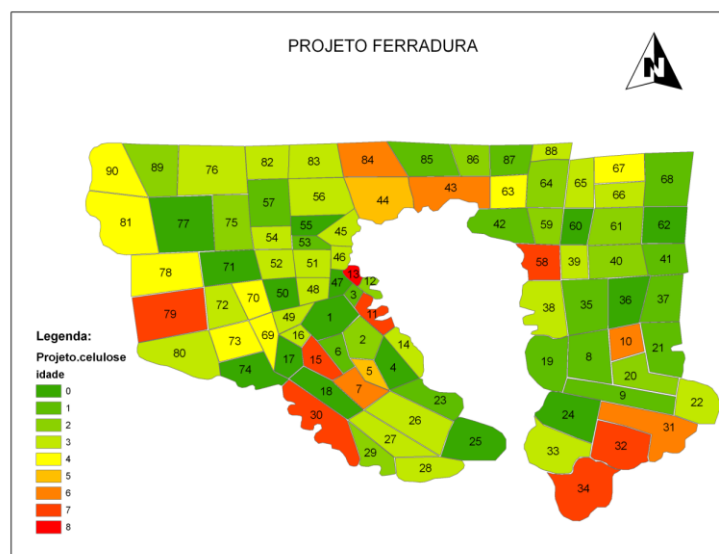 PROJETO FERRADURA
N
88
90 89 76 82 83 84 85 86 87 67
64 65 66 68
81 77 75 57 56 44 43 63
55 45 42 59 60 61 62
54 53
78 71 52 51 46 58 39 40 41
13 12
79 72 70 50 48 47 3 38 35 36 37
49 1 11
73 69 16 2 14 10
80 15 6 19 8 21
74 17 5 4 20
18 7 9 22
30 23 24
26 31
27 25 33 32
29 28
34
Legenda:
Projeto.celulose
idade
0
1
2
3
4
5
6
7
8